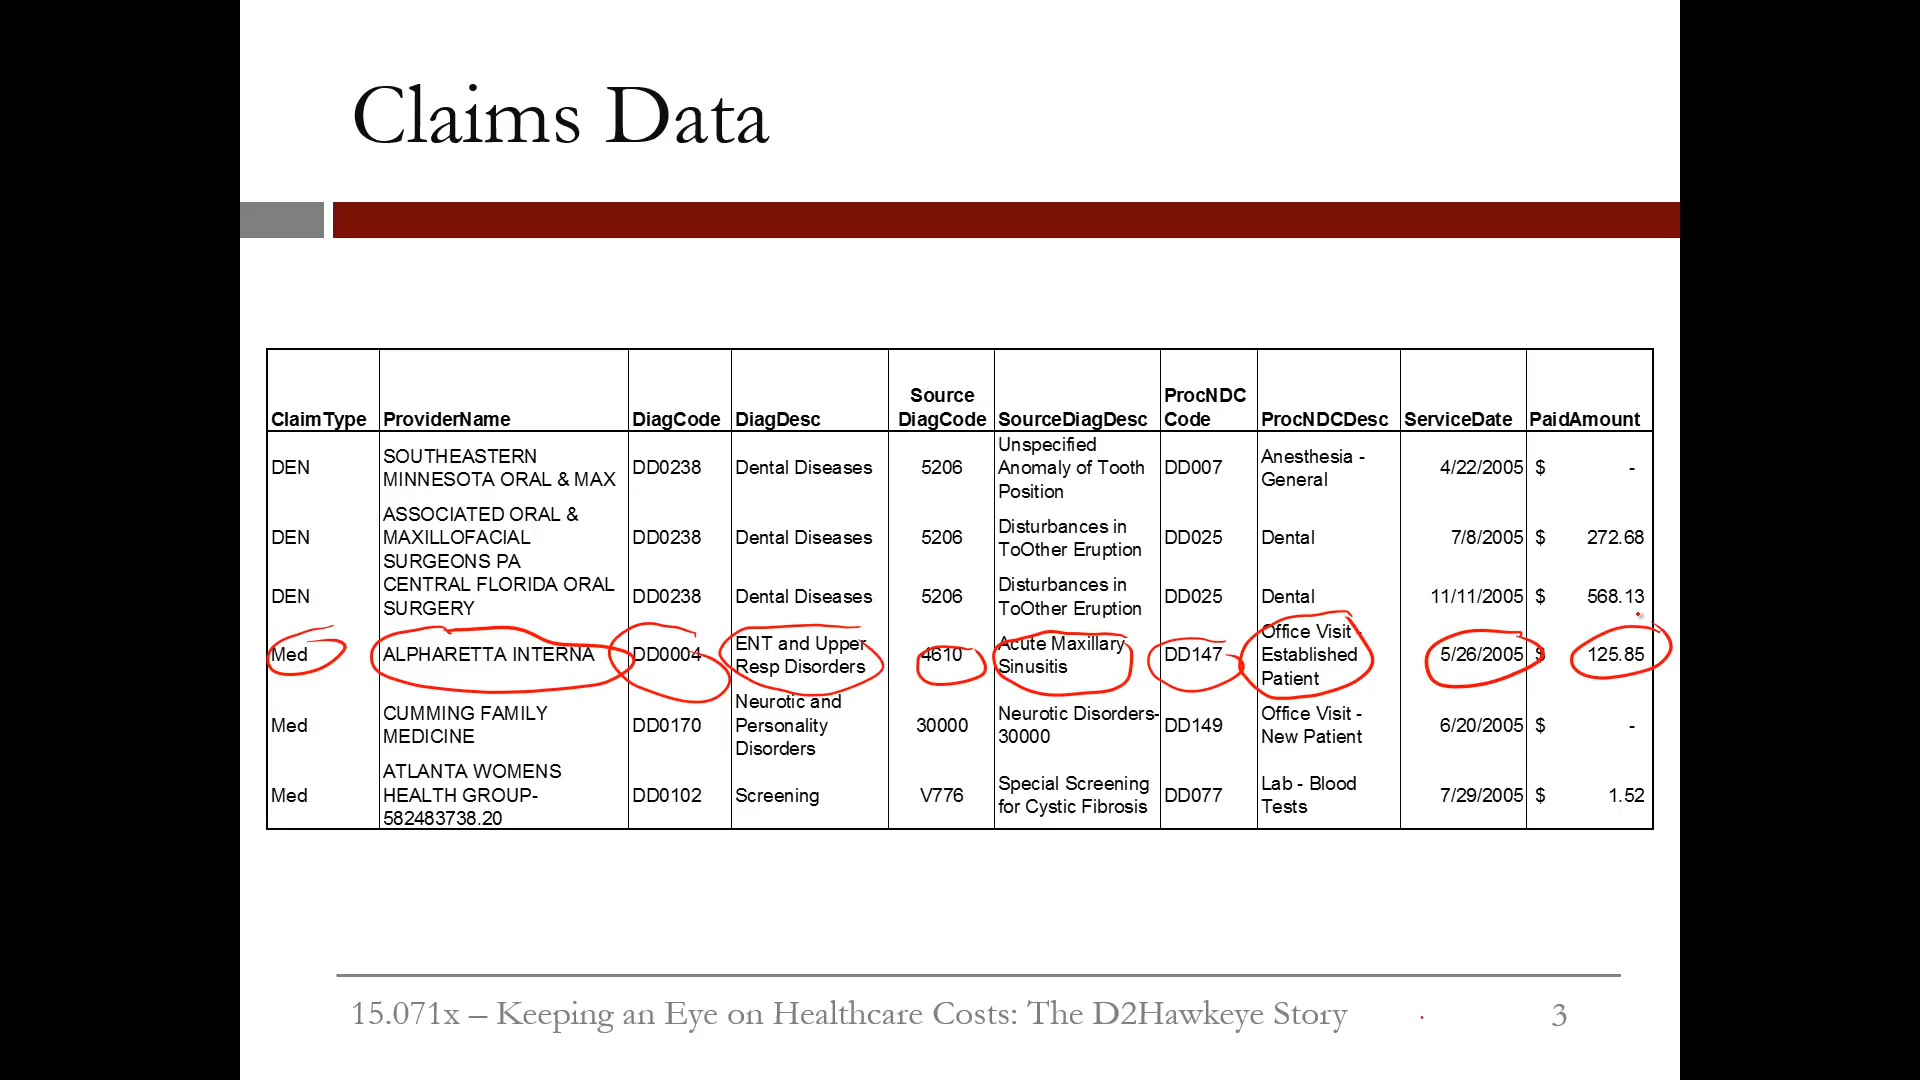 Claims Data
ClaimType ProviderName DiagCode DiagDesc Source DiagCode SourceDiagDesc ProcNDC Code ProcNDCDesc ServiceDate PaidAmount
DEN SOUTHEASTERN MINNESOTA ORAL & MAX DD0238 Dental Diseases 5206 Unspecified Anomaly of Tooth Position DD007 Anesthesia - General 4/22/2005 $ -
DEN ASSOCIATED ORAL & MAXILLOFACIAL SURGEONS PA DD0238 Dental Diseases 5206 Disturbances in ToOther Eruption DD025 Dental 7/8/2005 $ 272.68
DEN CENTRAL FLORIDA ORAL SURGERY DD0238 Dental Diseases 5206 Disturbances in ToOther Eruption DD025 Dental 11/11/2005 $ 568.13
Med ALPHARETTA INTERNA DD0004 ENT and Upper Resp Disorders 4610 Acute Maxillary Sinusitis DD147 Office Visit - Established Patient 5/26/2005 $ 125.85
Med CUMMING FAMILY MEDICINE DD0170 Neurotic and Personality Disorders 30000 Neurotic Disorders-30000 DD149 Office Visit - New Patient 6/20/2005 $ -
Med ATLANTA WOMENS HEALTH GROUP-582483738.20 DD0102 Screening V776 Special Screening for Cystic Fibrosis DD077 Lab - Blood Tests 7/29/2005 $ 1.52
15.071x – Keeping an Eye on Healthcare Costs: The D2Hawkeye Story 3